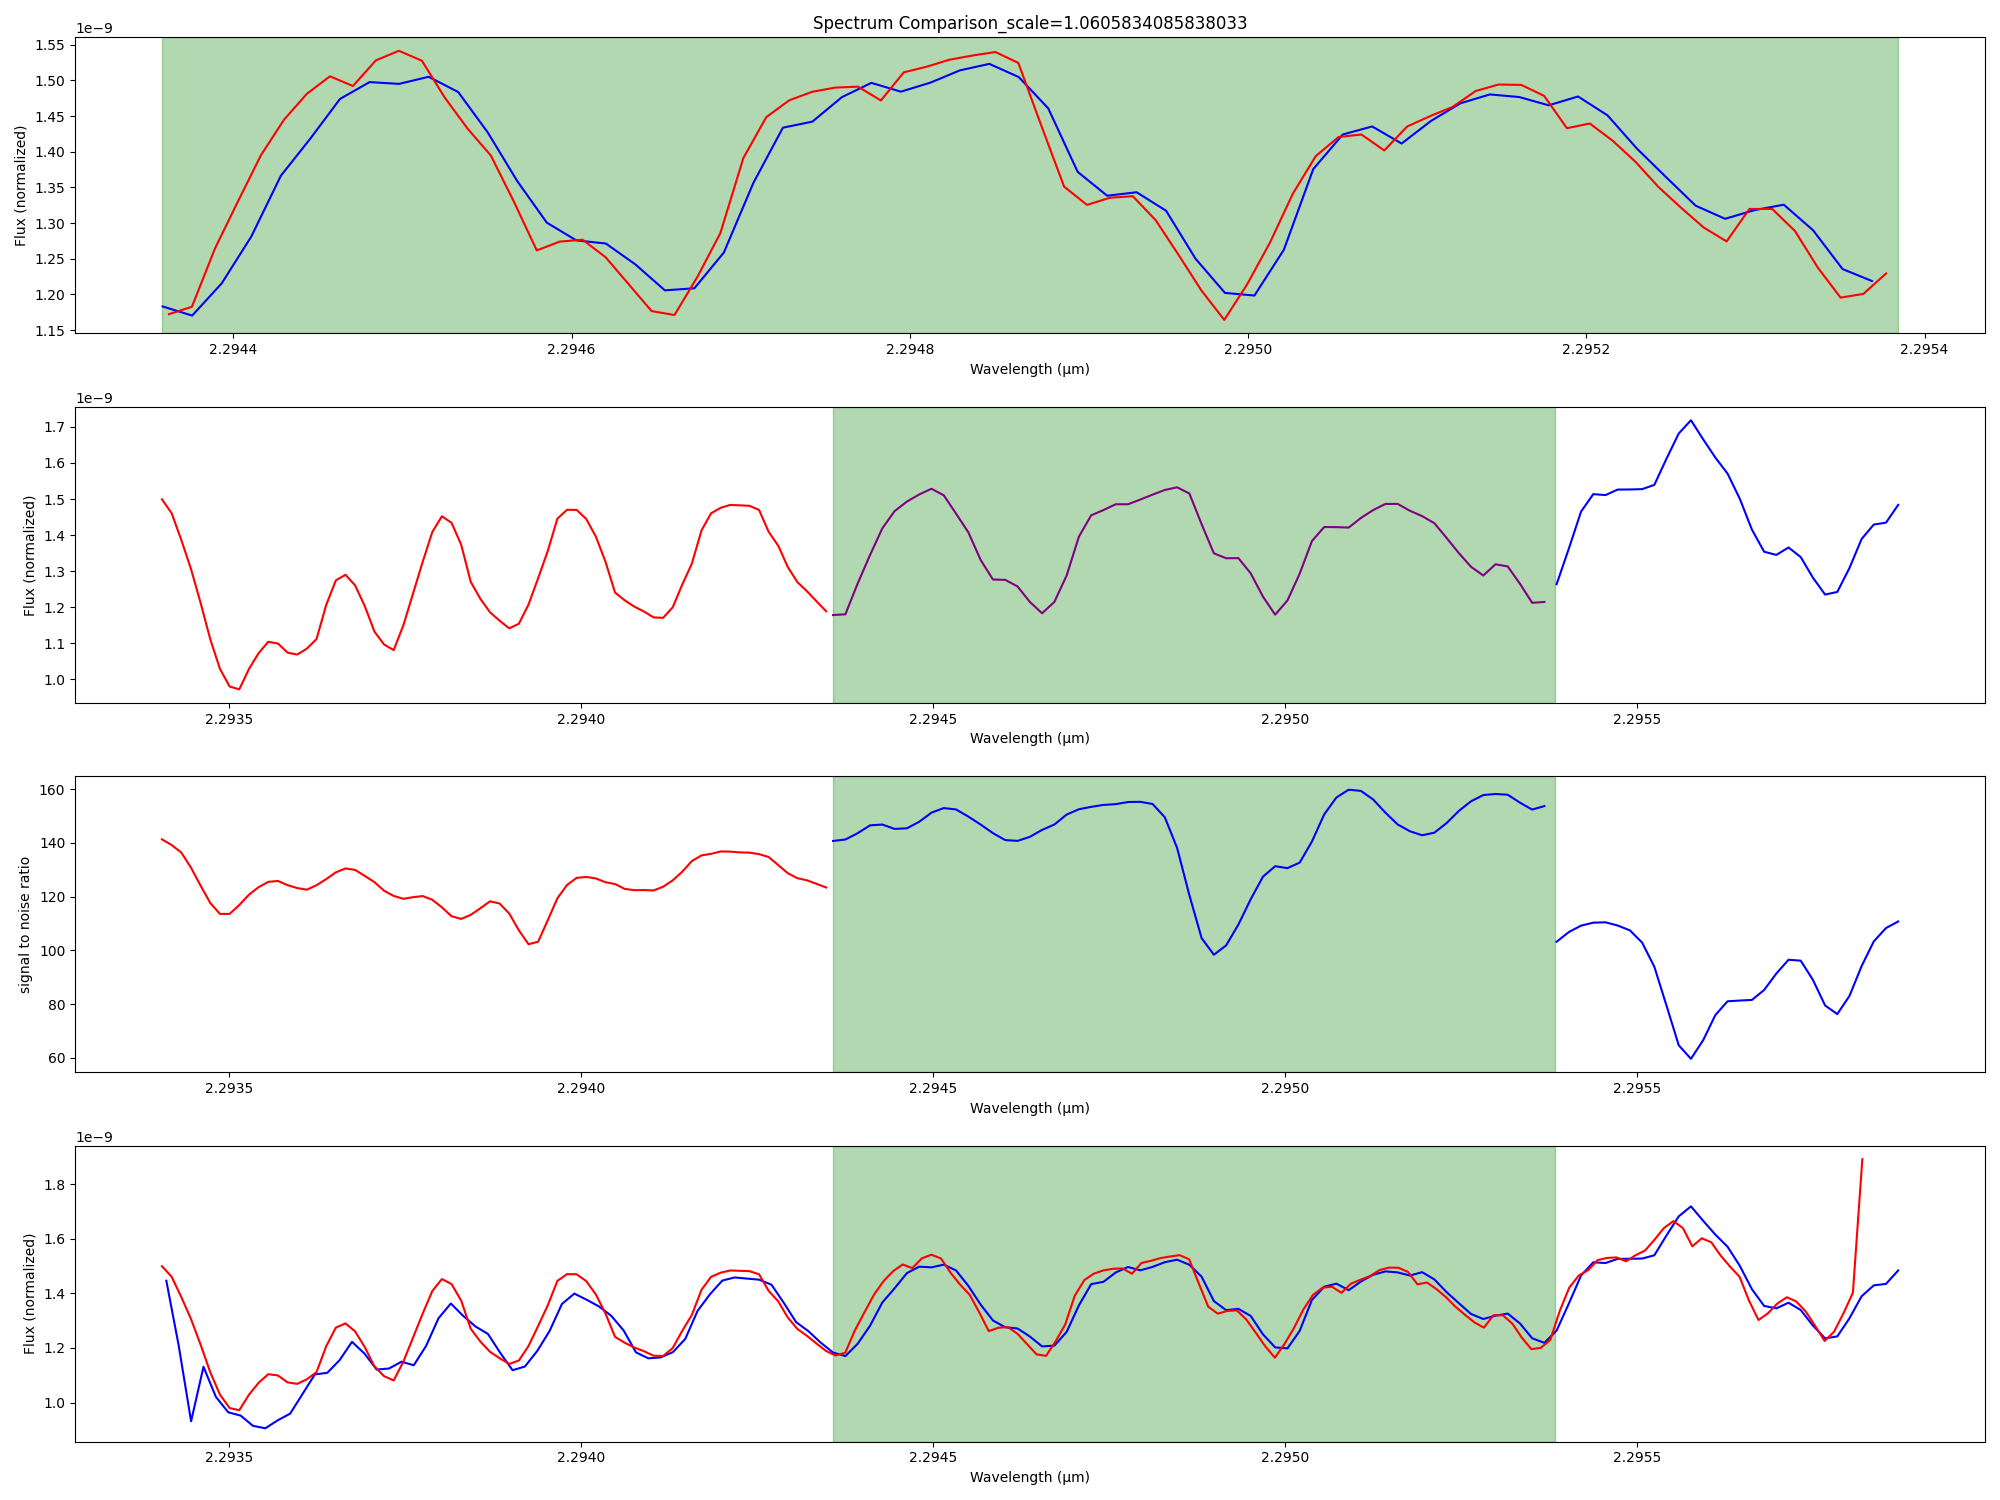 Spectrum Comparison_scale=1.0605834085838033
1e−9
Flux (normalized)
1.55
1.50
1.45
1.40
1.35
1.30
1.25
1.20
1.15
2.2944 2.2946 2.2948 2.2950 2.2952 2.2954
Wavelength (μm)
1e−9
Flux (normalized)
1.7
1.6
1.5
1.4
1.3
1.2
1.1
1.0
2.2935 2.2940 2.2945 2.2950 2.2955
Wavelength (μm)
signal to noise ratio
160
140
120
100
80
60
2.2935 2.2940 2.2945 2.2950 2.2955
Wavelength (μm)
1e−9
Flux (normalized)
1.8
1.6
1.4
1.2
1.0
2.2935 2.2940 2.2945 2.2950 2.2955
Wavelength (μm)